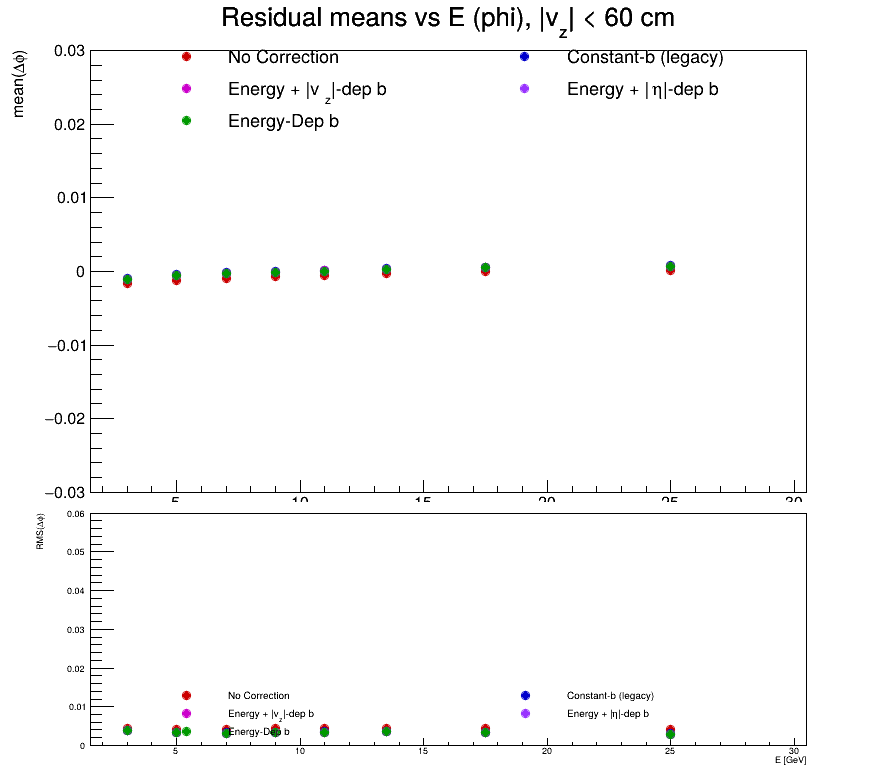 Residual means vs E (phi), |v_z| < 60 cm
mean(Δϕ)
0.03
0.02
0.01
0
−0.01
−0.02
−0.03
No Correction
Constant-b (legacy)
Energy + |v_z|-dep b
Energy + |η|-dep b
Energy-Dep b
5 10 15 20 25 30
RMS(Δϕ)
0.06
0.05
0.04
0.03
0.02
0.01
0
No Correction
Constant-b (legacy)
Energy + |v_z|-dep b
Energy + |η|-dep b
Energy-Dep b
5 10 15 20 25 30
E [GeV]